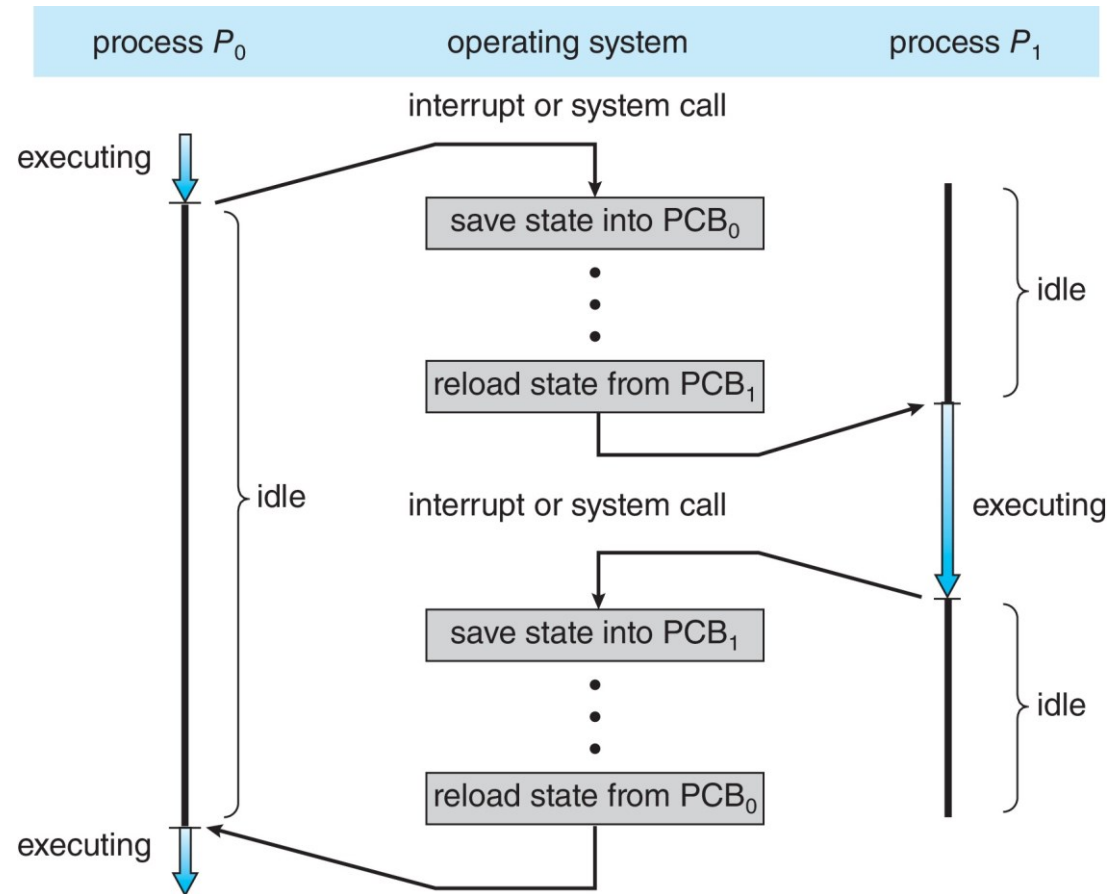 process P₀
operating system
process P₁
interrupt or system call
executing
save state into PCB₀
idle
reload state from PCB₁
idle
interrupt or system call
executing
save state into PCB₁
idle
reload state from PCB₀
executing